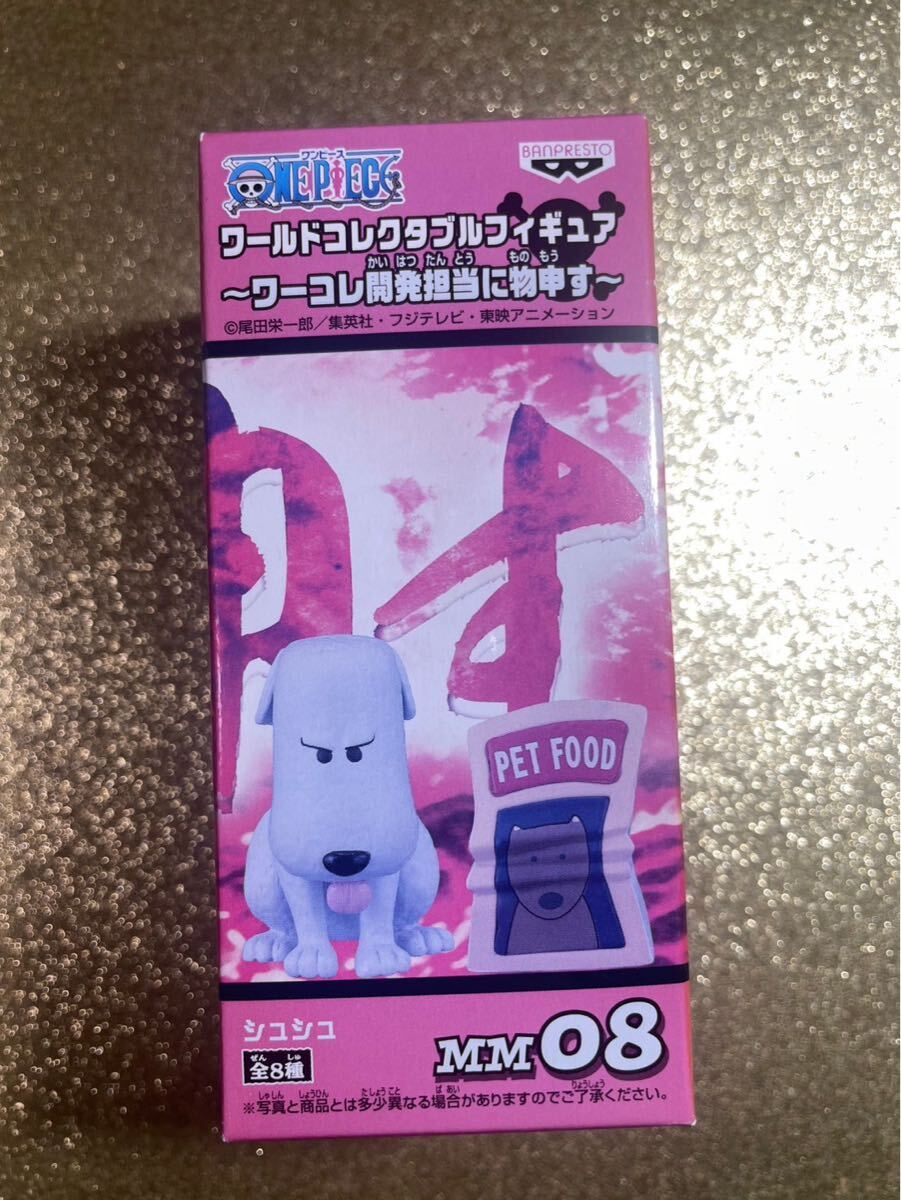 ワンピース
ONE PIECE
BANPRESTO
ワールドコレクタブルフィギュア
かいはつたんとう もの もう
～ワーコレ開発担当に物申す～
©尾田栄一郎／集英社・フジテレビ・東映アニメーション
申す
PET FOOD
シュシュ
ぜん しゅ
全8種
MM08
しゃしん しょうひん たしょうこと ばあい りょうしょう
※写真と商品とは多少異なる場合がありますのでご了承ください。